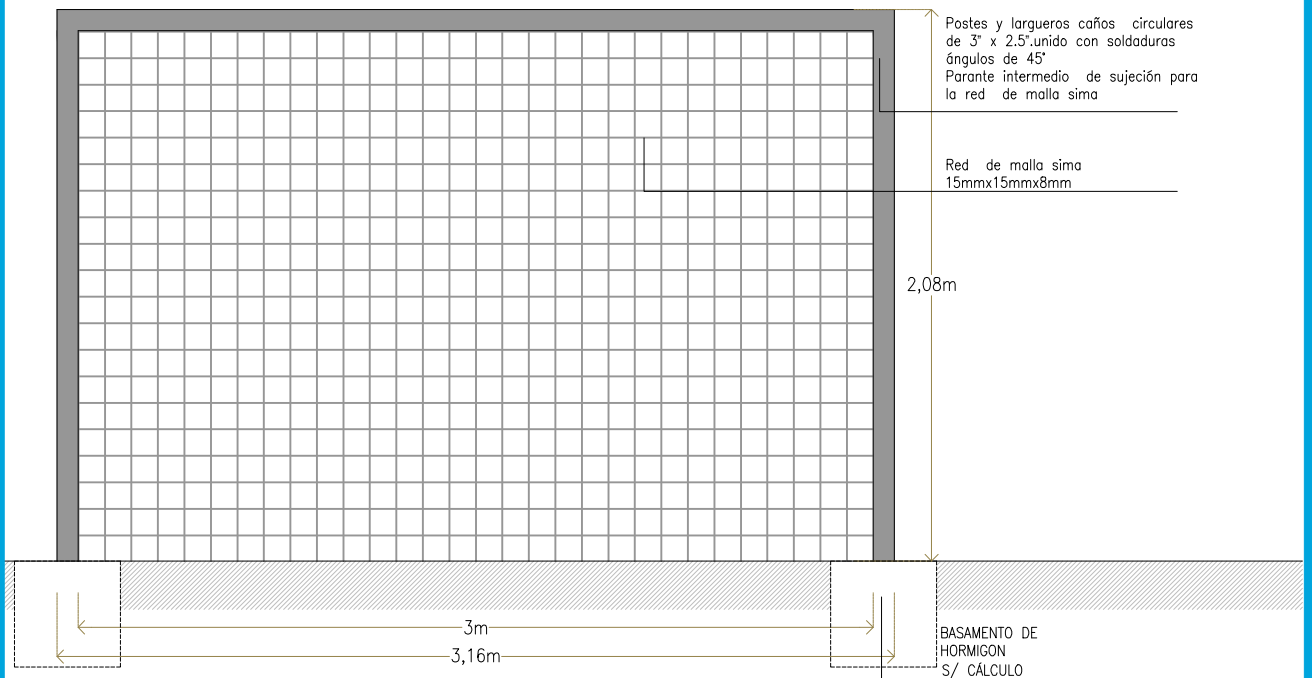 Postes y largueros caños circulares
de 3" x 2.5".unido con soldaduras
ángulos de 45°
Parante intermedio de sujeción para
la red de malla sima
Red de malla sima
15mmx15mmx8mm
2,08m
3m
3,16m
BASAMENTO DE
HORMIGON
S/ CÁLCULO